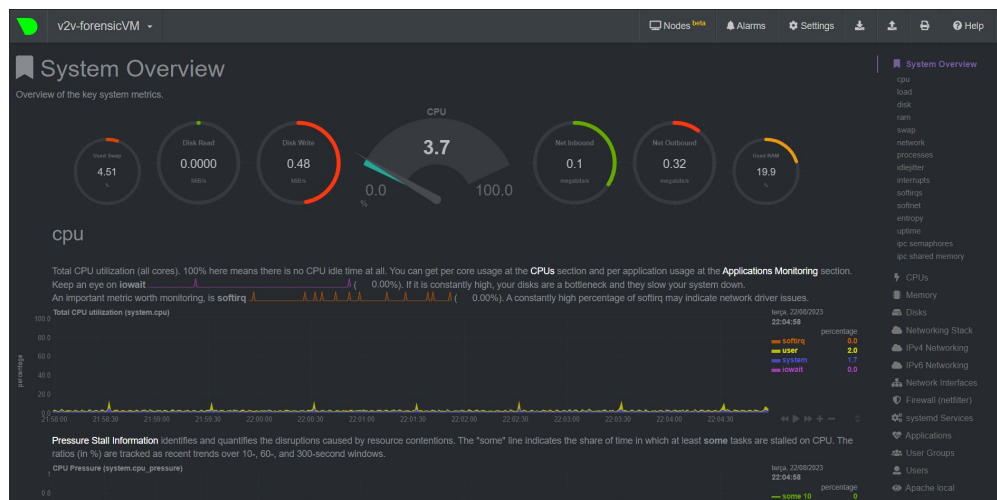 v2v-forensicVM
Nodes beta
Alarms
Settings
Help
System Overview
Overview of the key system metrics.
Used Swap
4.51
%
Disk Read
0.0000
MiB/s
Disk Write
0.48
MiB/s
CPU
3.7
0.0
100.0
%
Net Inbound
0.1
megabits/s
Net Outbound
0.32
megabits/s
Used RAM
19.9
%
cpu
Total CPU utilization (all cores). 100% here means there is no CPU idle time at all. You can get per core usage at the CPUs section and per application usage at the Applications Monitoring section.
Keep an eye on iowait ( 0.00%). If it is constantly high, your disks are a bottleneck and they slow your system down.
An important metric worth monitoring, is softirq ( 0.00%). A constantly high percentage of softirq may indicate network driver issues.
Total CPU utilization (system.cpu)
terça, 22/08/2023
22:04:58
percentage
softirq 0.0
user 2.0
system 1.7
iowait 0.0
percentage
100.0
80.0
60.0
40.0
20.0
0.0
21:58:00 21:58:30 21:59:00 21:59:30 22:00:00 22:00:30 22:01:00 22:01:30 22:02:00 22:02:30 22:03:00 22:03:30 22:04:00 22:04:30
Pressure Stall Information identifies and quantifies the disruptions caused by resource contentions. The "some" line indicates the share of time in which at least some tasks are stalled on CPU. The
ratios (in %) are tracked as recent trends over 10-, 60-, and 300-second windows.
CPU Pressure (system.cpu_pressure)
terça, 22/08/2023
22:04:58
percentage
some 10 0
1
0.8
System Overview
cpu
load
disk
ram
swap
network
processes
idlejitter
interrupts
softirqs
softnet
entropy
uptime
ipc semaphores
ipc shared memory
CPUs
Memory
Disks
Networking Stack
IPv4 Networking
IPv6 Networking
Network Interfaces
Firewall (netfilter)
systemd Services
Applications
User Groups
Users
Apache local